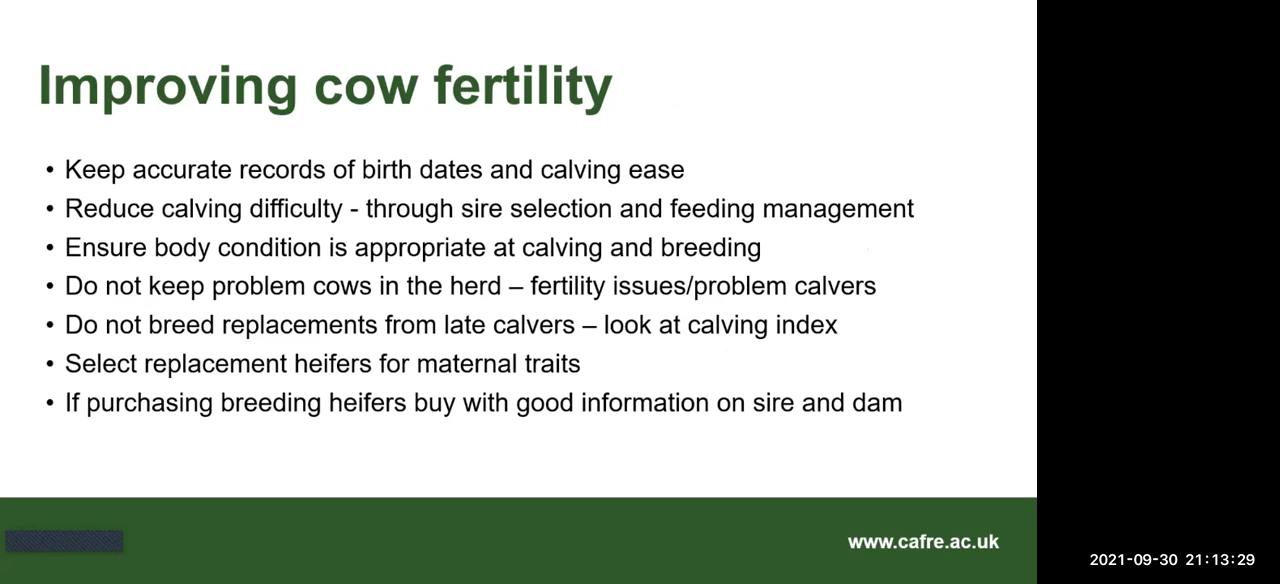 Improving cow fertility
• Keep accurate records of birth dates and calving ease
• Reduce calving difficulty - through sire selection and feeding management
• Ensure body condition is appropriate at calving and breeding
• Do not keep problem cows in the herd – fertility issues/problem calvers
• Do not breed replacements from late calvers – look at calving index
• Select replacement heifers for maternal traits
• If purchasing breeding heifers buy with good information on sire and dam
www.cafre.ac.uk
2021-09-30 21:13:29